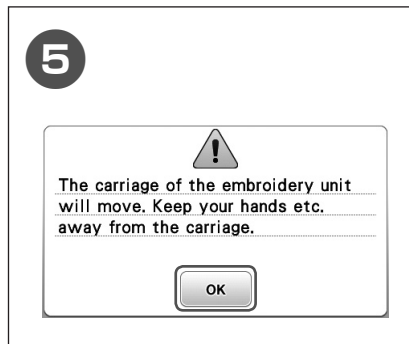 5
The carriage of the embroidery unit
will move. Keep your hands etc.
away from the carriage.
OK